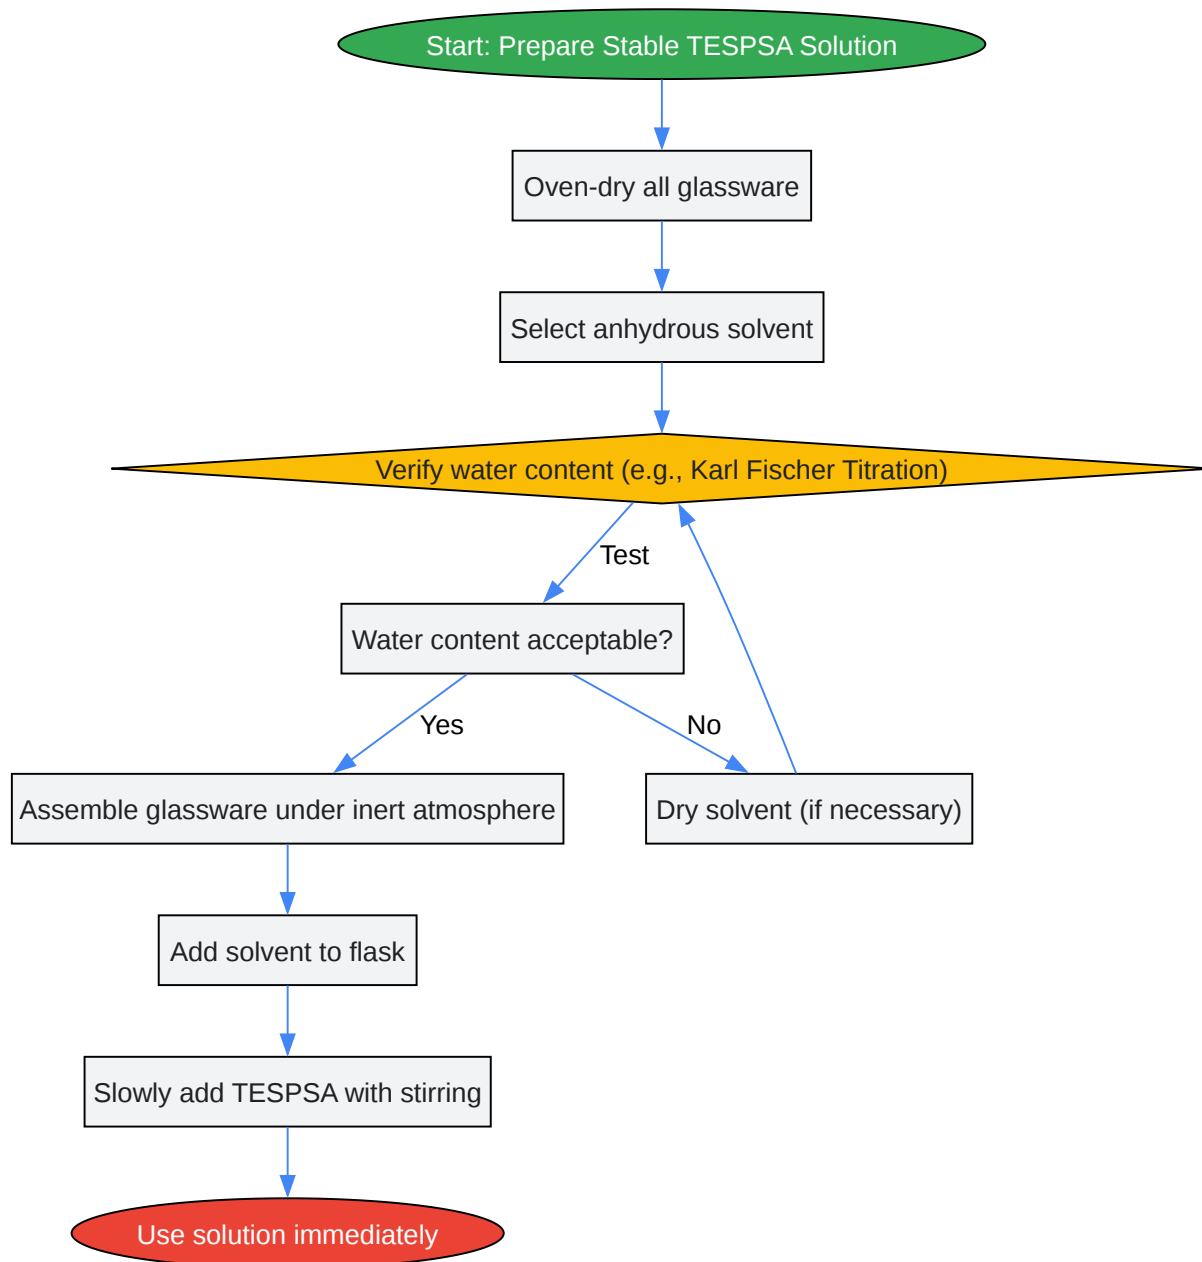 Start: Prepare Stable TESPSA Solution
Oven-dry all glassware
Select anhydrous solvent
Verify water content (e.g., Karl Fischer Titration)
Test
Water content acceptable?
Yes
No
Assemble glassware under inert atmosphere
Dry solvent (if necessary)
Add solvent to flask
Slowly add TESPSA with stirring
Use solution immediately